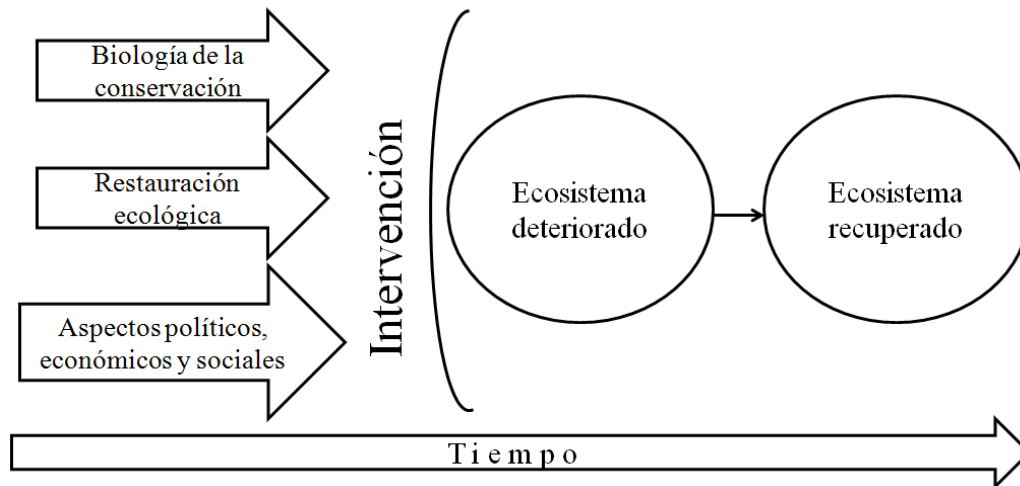 Biología de la
conservación
Restauración
ecológica
Aspectos políticos,
económicos y sociales
Intervención
Ecosistema
deteriorado
Ecosistema
recuperado
Tiempo